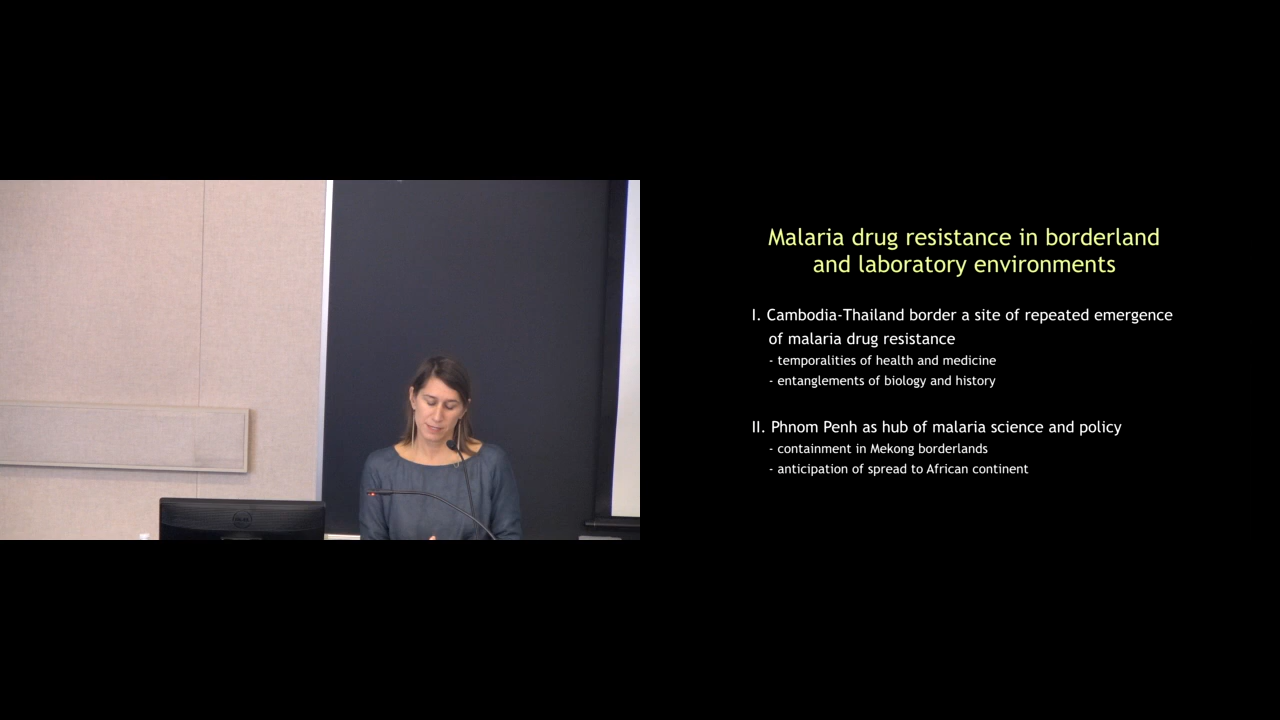 Malaria drug resistance in borderland
and laboratory environments
I. Cambodia-Thailand border a site of repeated emergence
of malaria drug resistance
- temporalities of health and medicine
- entanglements of biology and history
II. Phnom Penh as hub of malaria science and policy
- containment in Mekong borderlands
- anticipation of spread to African continent